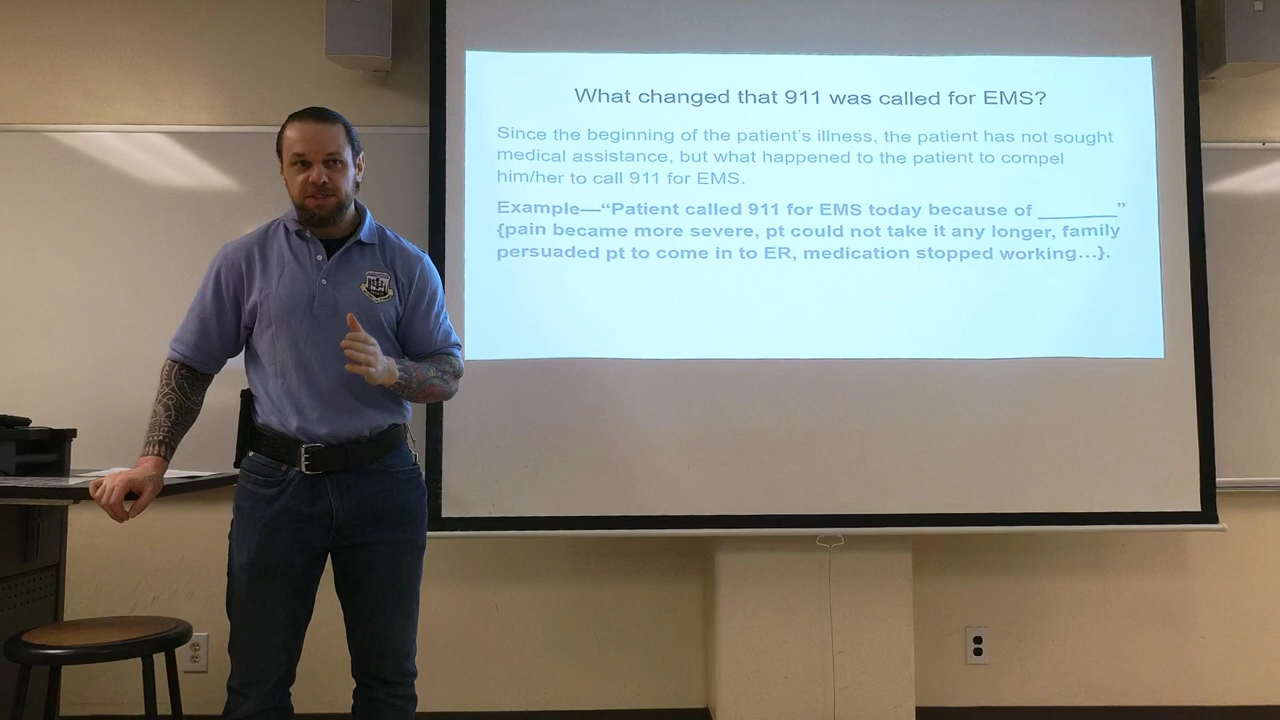 What changed that 911 was called for EMS?
Since the beginning of the patient's illness, the patient has not sought
medical assistance, but what happened to the patient to compel
him/her to call 911 for EMS.
Example—“Patient called 911 for EMS today because of ________”
{pain became more severe, pt could not take it any longer, family
persuaded pt to come in to ER, medication stopped working…}.